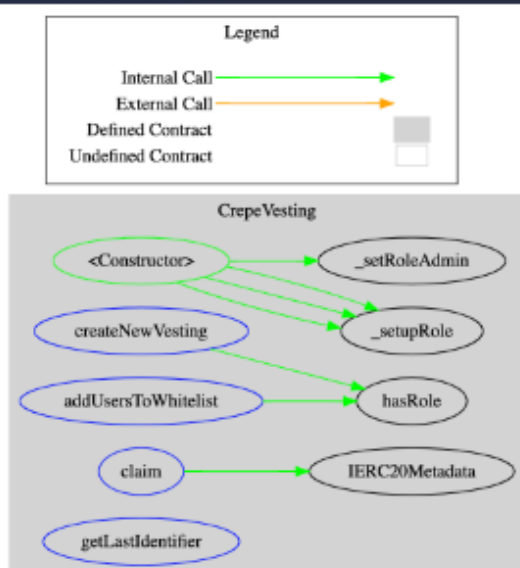 Legend
Internal Call
External Call
Defined Contract
Undefined Contract
CrepeVesting
<Constructor>
_setRoleAdmin
createNewVesting
_setupRole
addUsersToWhitelist
hasRole
claim
IERC20Metadata
getLastIdentifier